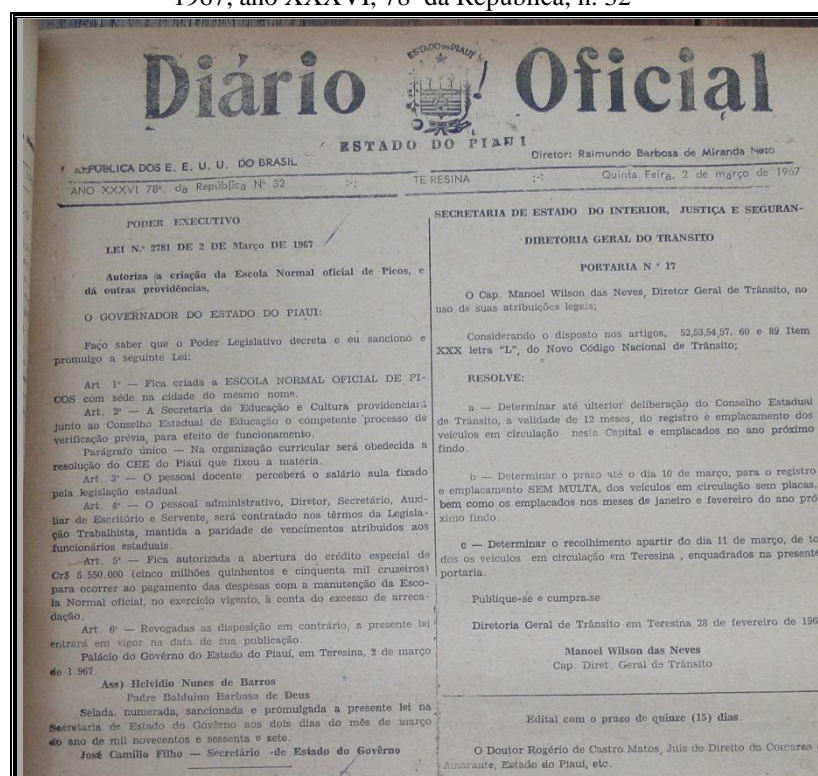 1967, ano XXXVI, 78ª da República, n. 32
Diário Oficial
ESTADO DO PIAUÍ
ESTADO DO PIAUI
REPUBLICA DOS E. E. U. U. DO BRASIL
Diretor: Raimundo Barbosa de Miranda Neto
ANO XXXVI 78ª. da República Nº 32 :-: TERESINA :-: Quinta Feira, 2 de março de 1967
PODER EXECUTIVO
LEI N.º 2781 DE 2 DE Março DE 1967
Autoriza a criação da Escola Normal oficial de Picos, e
dá outras providências,
O GOVERNADOR DO ESTADO DO PIAUI:
Faço saber que o Poder Legislativo decreta e eu sanciono e
promulgo a seguinte Lei:
Art. 1º — Fica criada a ESCOLA NORMAL OFICIAL DE PI-
COS com séde na cidade do mesmo nome.
Art. 2º — A Secretaria de Educação e Cultura providenciará
junto ao Conselho Estadual de Educação o competente processo de
verificação prévia, para efeito de funcionamento.
Parágrafo único — Na organização curricular será obedecida a
resolução do CEE do Piaui que fixou a matéria.
Art. 3º — O pessoal docente perceberá o salário aula fixado
pela legislação estadual.
Art. 4º — O pessoal administrativo, Diretor, Secretário, Auxi-
liar de Escritório e Servente, será contratado nos têrmos da Legisla-
ção Trabalhista, mantida a paridade de vencimentos atribuidos aos
funcionários estaduais.
Art. 5º — Fica autorizada a abertura do crédito especial de
Cr$ 5.550.000 (cinco milhões quinhentos e cinquenta mil cruzeiros)
para ocorrer ao pagamento das despesas com a manutenção da Esco-
la Normal oficial, no exercício vigento, à conta do excesso de arreca-
dação.
Art. 6º — Revogadas as disposição em contrário, a presente lei
entrará em vigor na data de sua publicação.
Palácio do Govêrno do Estado do Piauí, em Teresina, 2 de março
de 1.967.
Ass) Helvidio Nunes de Barros
Padre Balduino Barbosa de Deus
Selada, numerada, sancionada e prómulgada a presente lei na
Secretaria de Estado do Govêrno aos dois dias do mês de março
do ano de mil novecentos e sessenta e sete.
José Camillo Filho — Secretário de Estado do Govêrno
SECRETARIA DE ESTADO DO INTERIOR, JUSTIÇA E SEGURAN-
DIRETORIA GERAL DO TRANSITO
PORTARIA N º 17
O Cap. Manoel Wilson das Neves, Diretor Geral de Trânsito, no
uso de suas atribuições legais;
Considerando o disposto nos artigos, 52,53,54,57, 60 e 89 Item
XXX letra "L", do Novo Código Nacional de Trânsito;
RESOLVE:
a — Determinar até ulterior deliberação do Conselho Estadual
de Trânsito, a validade de 12 meses, do registro e emplacamento dos
veículos em circulação nesta Capital e emplacados no ano próximo
findo.
b — Determinar o prazo até o dia 10 de março, para o registro
e emplacamento SEM MULTA, dos veículos em circulação sem placas,
bem como os emplacados nos meses de janeiro e fevereiro do ano pró
ximo findo.
c — Determinar o recolhimento apartir do dia 11 de março, de to
dos os veículos em circulação em Teresina , enquadrados na presente
portaria.
Publique-se e cumpra-se
Diretoria Geral de Trânsito em Teresina 28 de fevereiro de 196
Manoel Wilson das Neves
Cap. Diret. Geral de Trânsito
Edital com o prazo de quinze (15) dias.
O Doutor Rogério de Castro Matos, Juiz de Direito da Comarca
Amarante, Estado do Piauí, etc.